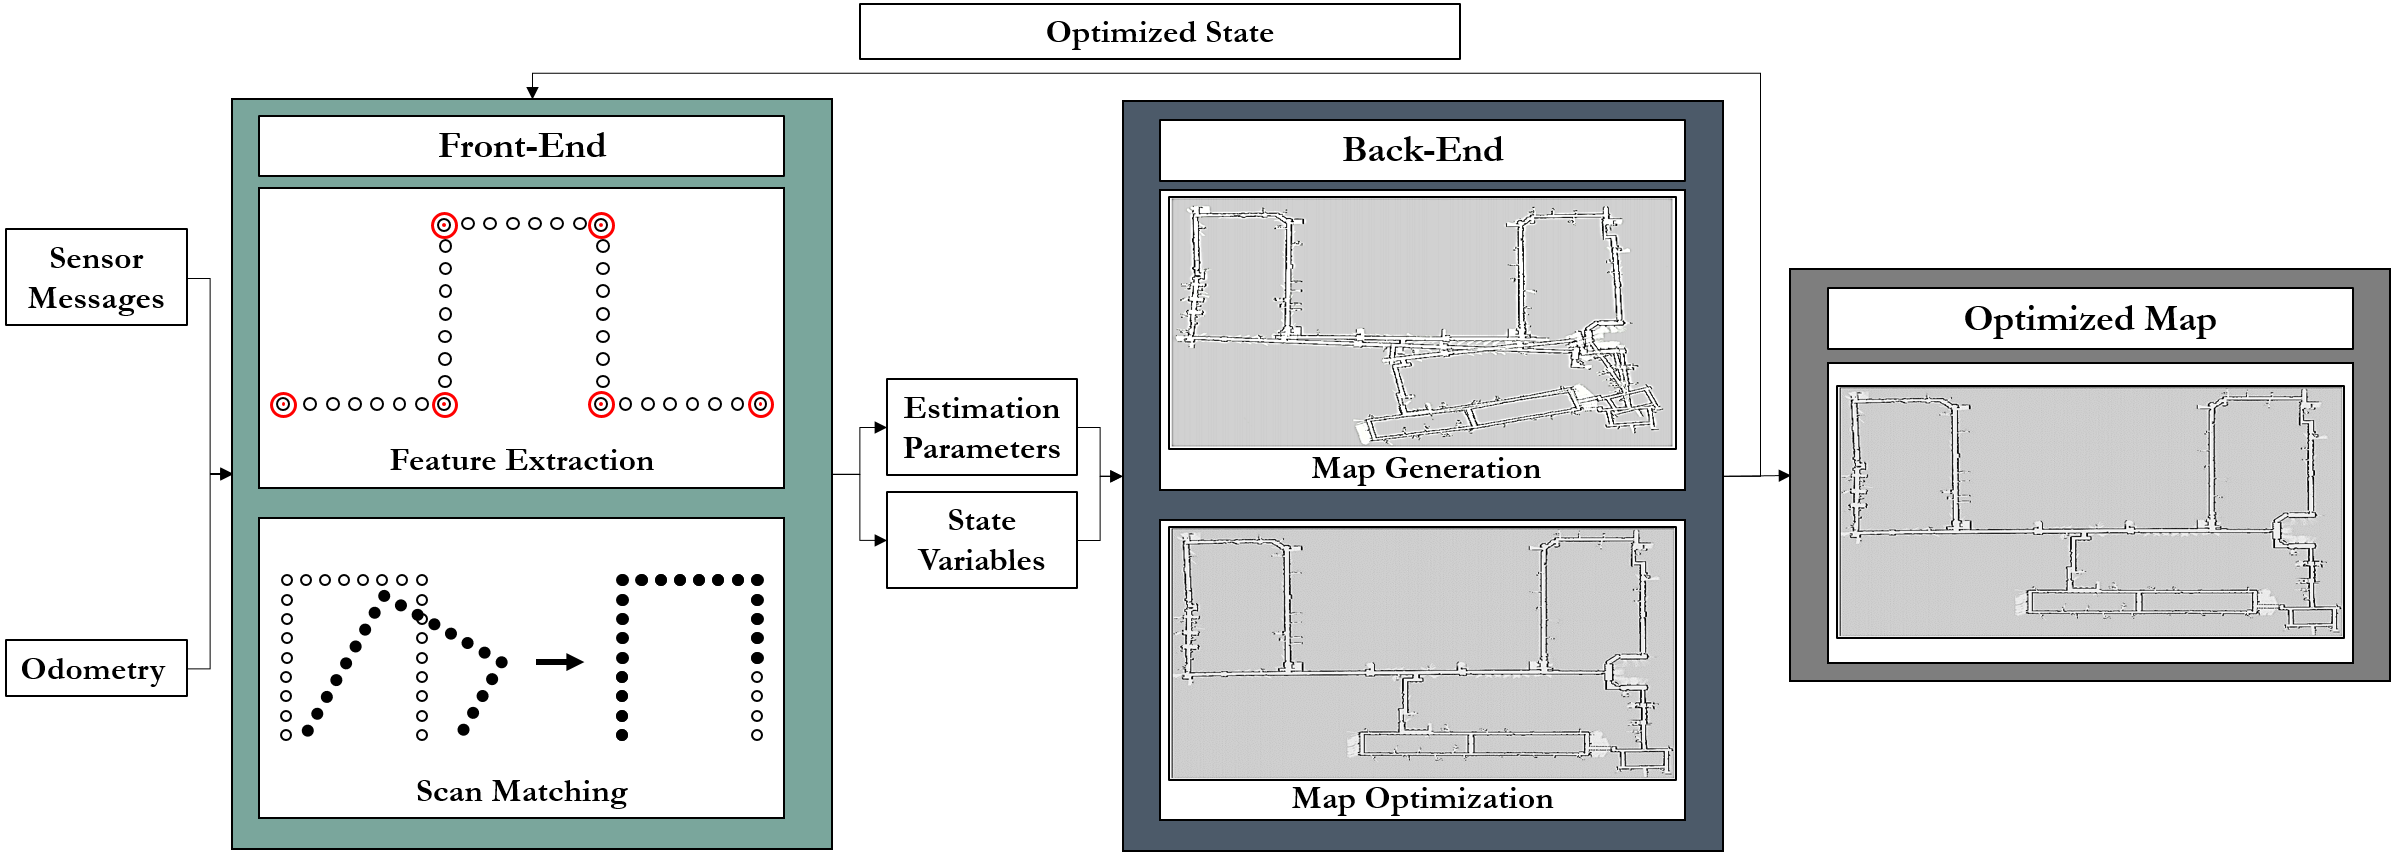 Optimized State
Front-End
Back-End
Sensor
Messages
Optimized Map
Feature Extraction
Estimation
Parameters
Map Generation
State
Variables
Odometry
Scan Matching
Map Optimization